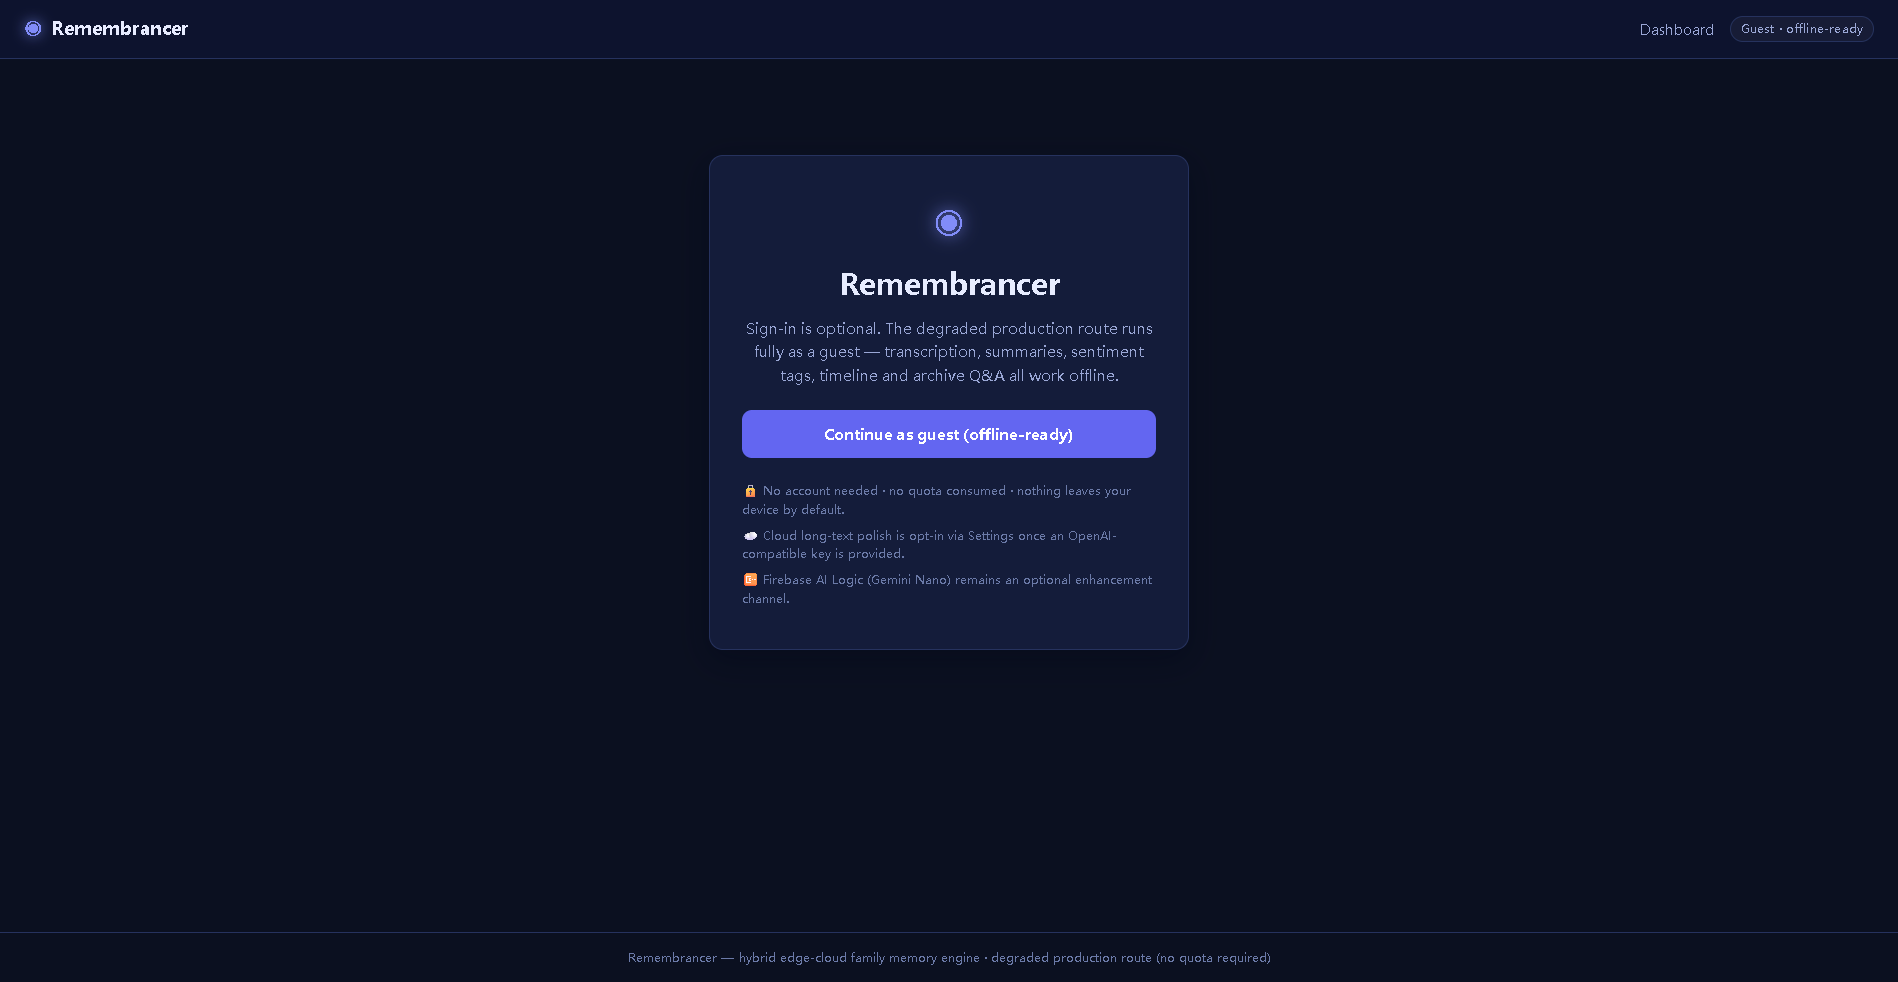 Remembrancer
Dashboard
Guest · offline-ready
Remembrancer
Sign-in is optional. The degraded production route runs
fully as a guest — transcription, summaries, sentiment
tags, timeline and archive Q&A all work offline.
Continue as guest (offline-ready)
No account needed · no quota consumed · nothing leaves your
device by default.
Cloud long-text polish is opt-in via Settings once an OpenAI-
compatible key is provided.
Firebase AI Logic (Gemini Nano) remains an optional enhancement
channel.
Remembrancer — hybrid edge-cloud family memory engine · degraded production route (no quota required)